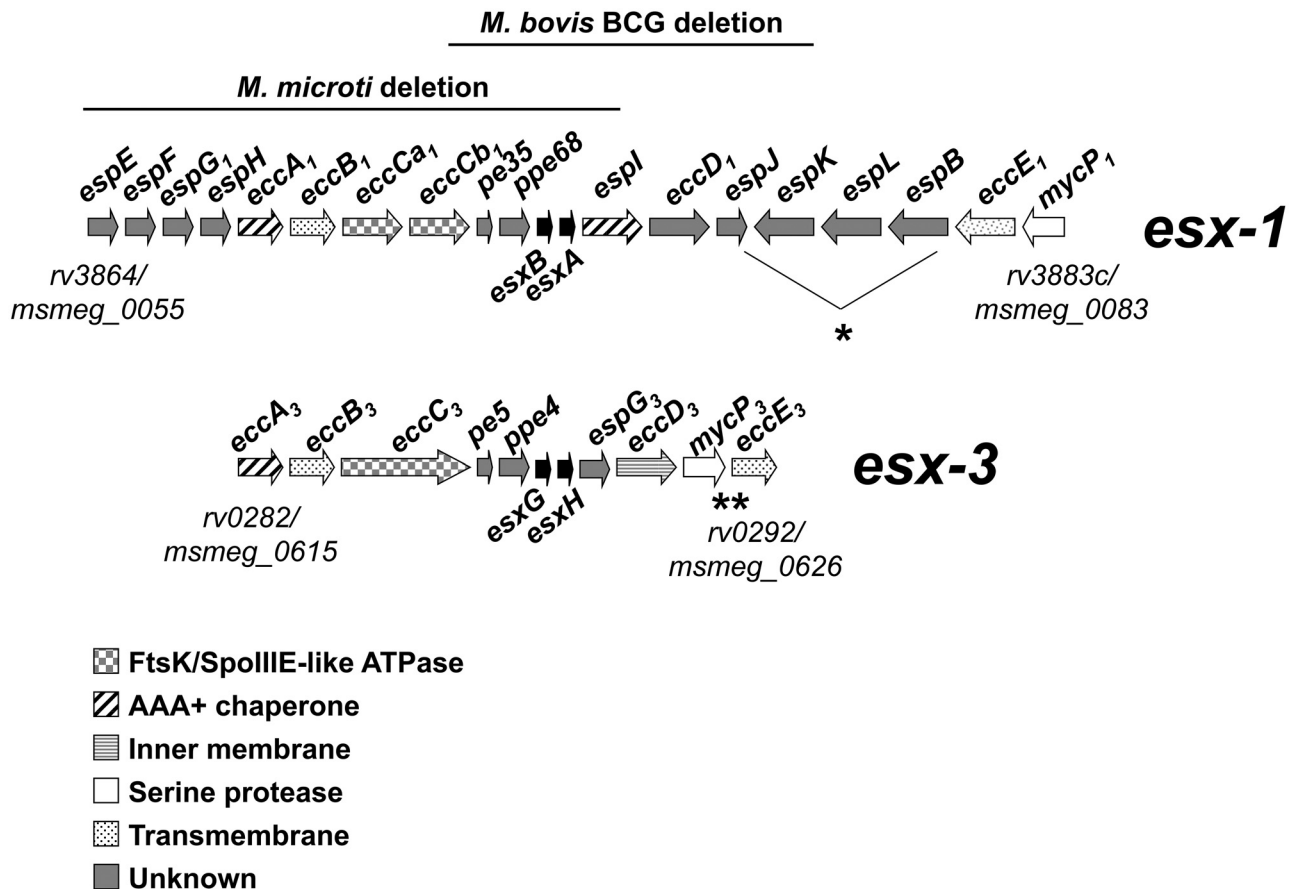 M. bovis BCG deletion
M. microti deletion
espE espF espG1 espH eccA1 eccB1 eccCa1 eccCb1 pe35 ppe68 espI eccD1 espJ espK espL espB eccE1 mycP1
esx-1
esxB esxA
rv3864/
msmeg_0055
rv3883c/
msmeg_0083
*
eccA3 eccB3 eccC3 pe5 ppe4 espG3 eccD3 mycP3 eccE3
esx-3
esxG esxH
**
rv0282/
msmeg_0615
rv0292/
msmeg_0626
FtsK/SpoIIIE-like ATPase
AAA+ chaperone
Inner membrane
Serine protease
Transmembrane
Unknown